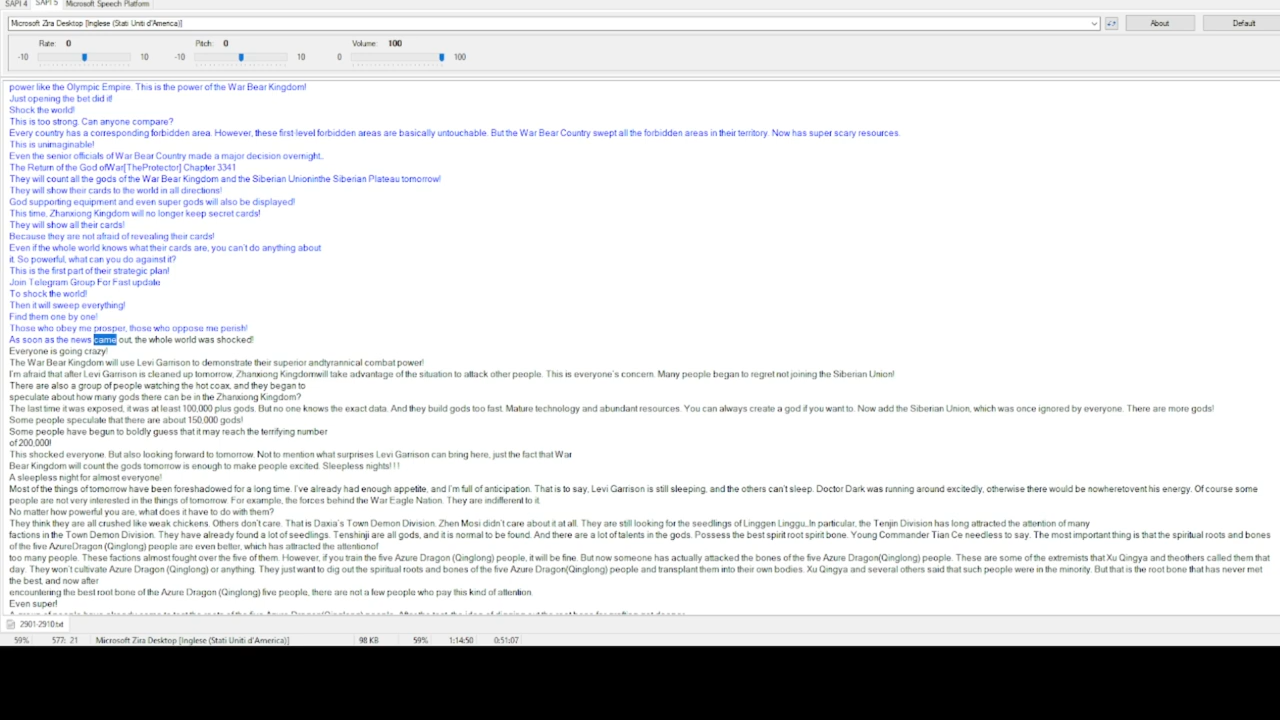 SAPI 4 SAPI 5 Microsoft Speech Platform
Microsoft Zira Desktop [Inglese (Stati Uniti d'America)] About Default
Rate: 0 Pitch: 0 Volume: 100
-10 10 -10 10 0 100
power like the Olympic Empire. This is the power of the War Bear Kingdom!
Just opening the bet did it!
Shock the world!
This is too strong. Can anyone compare?
Every country has a corresponding forbidden area. However, these first-level forbidden areas are basically untouchable. But the War Bear Country swept all the forbidden areas in their territory. Now has super scary resources.
This is unimaginable!
Even the senior officials of War Bear Country made a major decision overnight..
The Return of the God ofWar[TheProtector] Chapter 3341
They will count all the gods of the War Bear Kingdom and the Siberian Unioninthe Siberian Plateau tomorrow!
They will show their cards to the world in all directions!
God supporting equipment and even super gods will also be displayed!
This time, Zhanxiong Kingdom will no longer keep secret cards!
They will show all their cards!
Because they are not afraid of revealing their cards!
Even if the whole world knows what their cards are, you can't do anything about
it. So powerful, what can you do against it?
This is the first part of their strategic plan!
Join Telegram Group For Fast update
To shock the world!
Then it will sweep everything!
Find them one by one!
Those who obey me prosper, those who oppose me perish!
As soon as the news came out, the whole world was shocked!
Everyone is going crazy!
The War Bear Kingdom will use Levi Garrison to demonstrate their superior andtyrannical combat power!
I'm afraid that after Levi Garrison is cleaned up tomorrow, Zhanxiong Kingdomwill take advantage of the situation to attack other people. This is everyone's concern. Many people began to regret not joining the Siberian Union!
There are also a group of people watching the hot coax, and they began to
speculate about how many gods there can be in the Zhanxiong Kingdom?
The last time it was exposed, it was at least 100,000 plus gods. But no one knows the exact data. And they build gods too fast. Mature technology and abundant resources. You can always create a god if you want to. Now add the Siberian Union, which was once ignored by everyone. There are more gods!
Some people speculate that there are about 150,000 gods!
Some people have begun to boldly guess that it may reach the terrifying number
of 200,000!
This shocked everyone. But also looking forward to tomorrow. Not to mention what surprises Levi Garrison can bring here, just the fact that War
Bear Kingdom will count the gods tomorrow is enough to make people excited. Sleepless nights!!!
A sleepless night for almost everyone!
Most of the things of tomorrow have been foreshadowed for a long time. I've already had enough appetite, and I'm full of anticipation. That is to say, Levi Garrison is still sleeping, and the others can't sleep. Doctor Dark was running around excitedly, otherwise there would be nowheretovent his energy. Of course some
people are not very interested in the things of tomorrow. For example, the forces behind the War Eagle Nation. They are indifferent to it.
No matter how powerful you are, what does it have to do with them?
They think they are all crushed like weak chickens. Others don't care. That is Daxia's Town Demon Division. Zhen Mosi didn't care about it at all. They are still looking for the seedlings of Linggen Linggu..In particular, the Tenjin Division has long attracted the attention of many
factions in the Town Demon Division. They have already found a lot of seedlings. Tenshinji are all gods, and it is normal to be found. And there are a lot of talents in the gods. Possess the best spirit root spirit bone. Young Commander Tian Ce needless to say. The most important thing is that the spiritual roots and bones
of the five AzureDragon (Qinglong) people are even better, which has attracted the attentionof
too many people. These factions almost fought over the five of them. However, if you train the five Azure Dragon (Qinglong) people, it will be fine. But now someone has actually attacked the bones of the five Azure Dragon(Qinglong) people. These are some of the extremists that Xu Qingya and theothers called them that
day. They won't cultivate Azure Dragon (Qinglong) or anything. They just want to dig out the spiritual roots and bones of the five Azure Dragon(Qinglong) people and transplant them into their own bodies. Xu Qingya and several others said that such people were in the minority. But that is the root bone that has never met
the best, and now after
encountering the best root bone of the Azure Dragon (Qinglong) five people, there are not a few people who pay this kind of attention.
Even super!
2901-2910.txt
59% 577: 21 Microsoft Zira Desktop [Inglese (Stati Uniti d'America)] 98 KB 59% 1:14:50 0:51:07